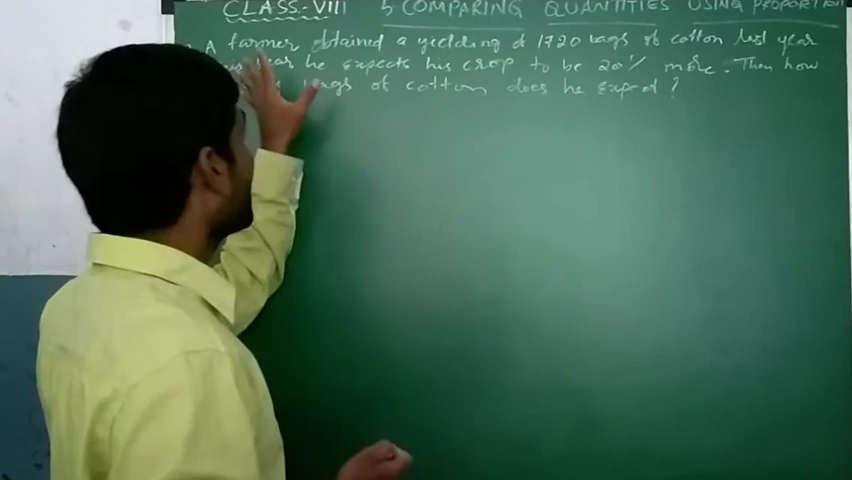 CLASS-VIII 5 COMPARING QUANTITIES USING PROPORTION
A farmer obtained a yielding of 1720 bags of cotton last year
year he expects his crop to be 20% more. Then how
bags of cotton does he expect?